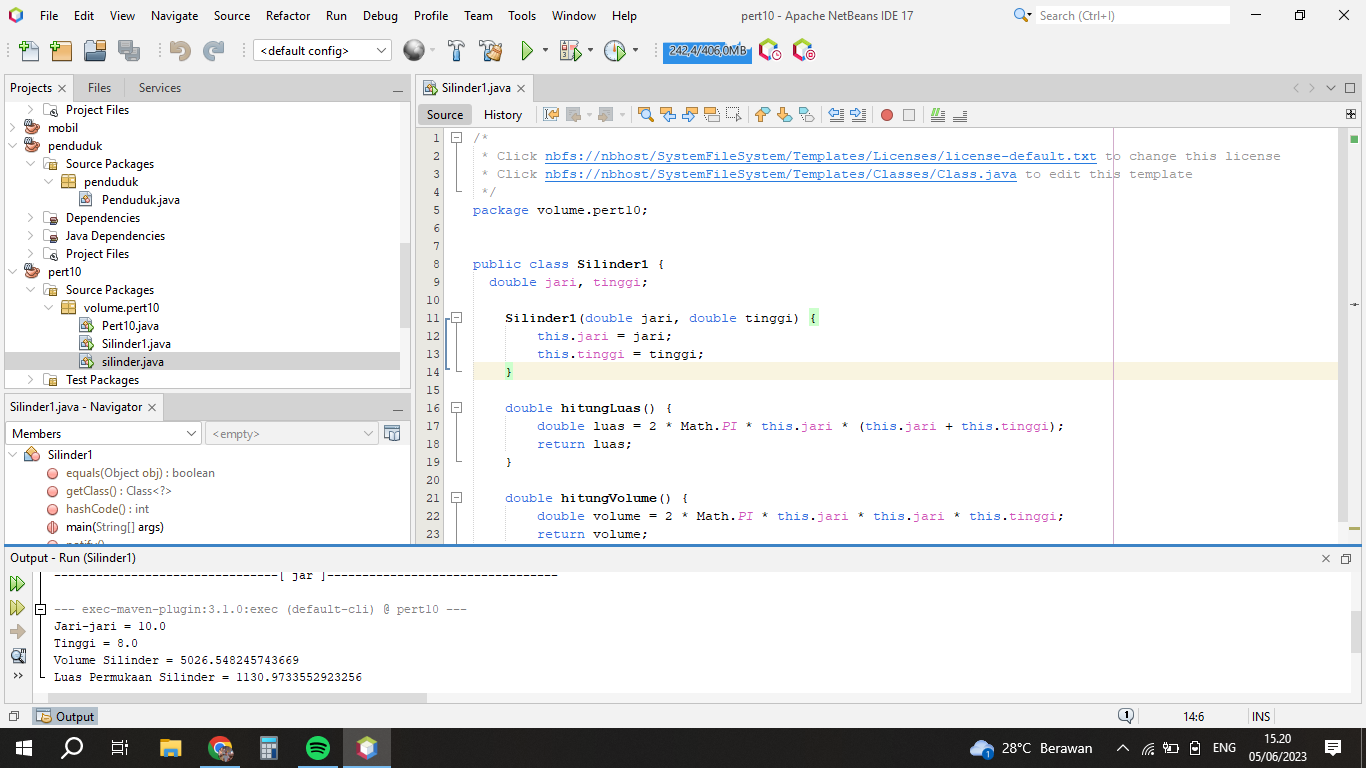 File Edit View Navigate Source Refactor Run Debug Profile Team Tools Window Help pert10 - Apache NetBeans IDE 17 Search (Ctrl+I)
<default config> 242,4/406,0MB
Projects Files Services
Project Files
mobil
penduduk
Source Packages
penduduk
Penduduk.java
Dependencies
Java Dependencies
Project Files
pert10
Source Packages
volume.pert10
Pert10.java
Silinder1.java
silinder.java
Test Packages
Silinder1.java - Navigator
Members <empty>
Silinder1
equals(Object obj) : boolean
getClass() : Class<?>
hashCode() : int
main(String[] args)
notify()
Silinder1.java
Source History
1 /*
2 * Click nbfs://nbhost/SystemFileSystem/Templates/Licenses/license-default.txt to change this license
3 * Click nbfs://nbhost/SystemFileSystem/Templates/Classes/Class.java to edit this template
4 */
5 package volume.pert10;
6
7
8 public class Silinder1 {
9 double jari, tinggi;
10
11 Silinder1(double jari, double tinggi) {
12 this.jari = jari;
13 this.tinggi = tinggi;
14 }
15
16 double hitungLuas() {
17 double luas = 2 * Math.PI * this.jari * (this.jari + this.tinggi);
18 return luas;
19 }
20
21 double hitungVolume() {
22 double volume = 2 * Math.PI * this.jari * this.jari * this.tinggi;
23 return volume;
Output - Run (Silinder1)
--------------------------------[ jar ]---------------------------------
--- exec-maven-plugin:3.1.0:exec (default-cli) @ pert10 ---
Jari-jari = 10.0
Tinggi = 8.0
Volume Silinder = 5026.548245743669
Luas Permukaan Silinder = 1130.9733552923256
Output 1 14:6 INS
1 28°C Berawan ENG 15.20
05/06/2023